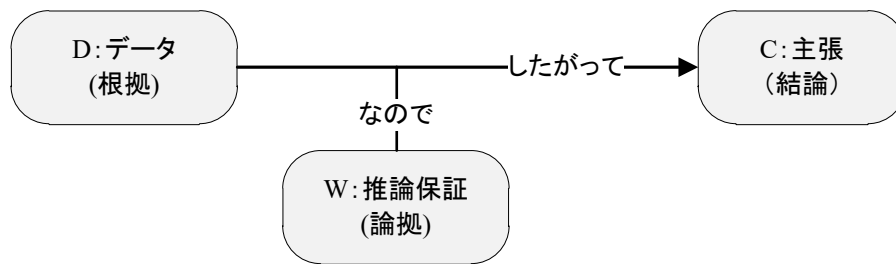 D:データ
(根拠)
したがって
C:主張
（結論）
なので
W:推論保証
(論拠)